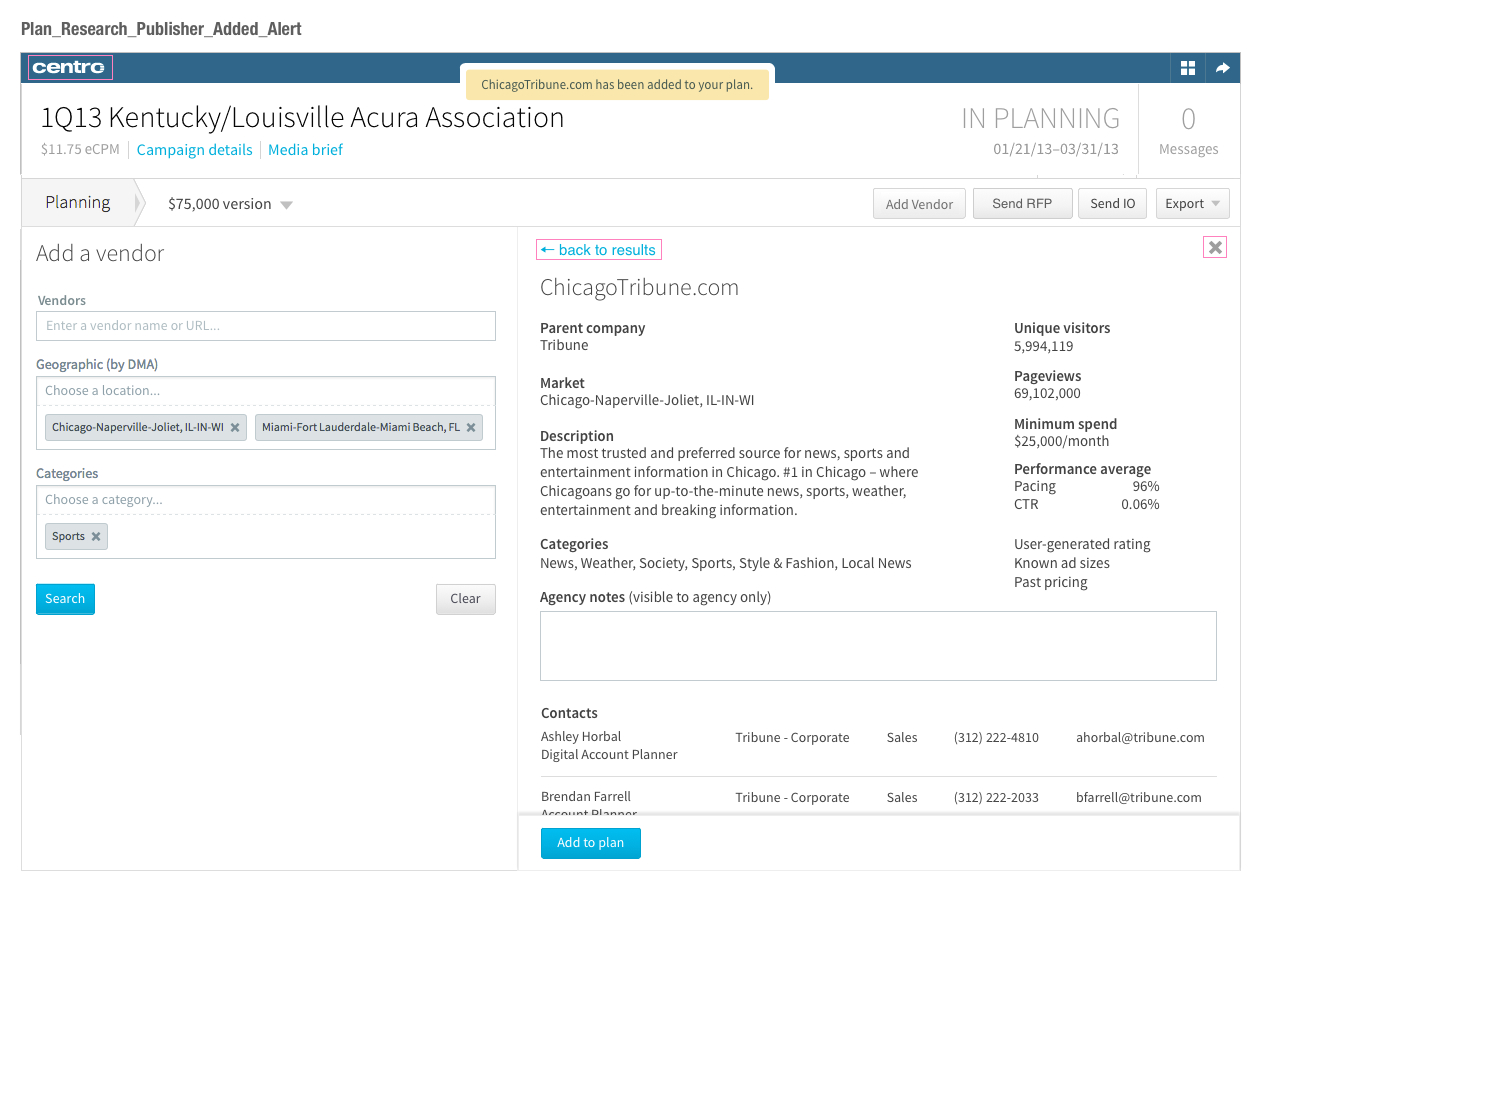 Plan_Research_Publisher_Added_Alert
centro
ChicagoTribune.com has been added to your plan.
1Q13 Kentucky/Louisville Acura Association
IN PLANNING
0
$11.75 eCPM
Campaign details
Media brief
01/21/13–03/31/13
Messages
Planning
$75,000 version
Add Vendor
Send RFP
Send IO
Export
Add a vendor
Vendors
Enter a vendor name or URL...
Geographic (by DMA)
Choose a location...
Chicago-Naperville-Joliet, IL-IN-WI
Miami-Fort Lauderdale-Miami Beach, FL
Categories
Choose a category...
Sports
Search
Clear
← back to results
ChicagoTribune.com
Parent company
Tribune
Market
Chicago-Naperville-Joliet, IL-IN-WI
Description
The most trusted and preferred source for news, sports and
entertainment information in Chicago. #1 in Chicago – where
Chicagoans go for up-to-the-minute news, sports, weather,
entertainment and breaking information.
Categories
News, Weather, Society, Sports, Style & Fashion, Local News
Unique visitors
5,994,119
Pageviews
69,102,000
Minimum spend
$25,000/month
Performance average
Pacing 96%
CTR 0.06%
User-generated rating
Known ad sizes
Past pricing
Agency notes (visible to agency only)
Contacts
Ashley Horbal
Digital Account Planner
Tribune - Corporate
Sales
(312) 222-4810
ahorbal@tribune.com
Brendan Farrell
Account Planner
Tribune - Corporate
Sales
(312) 222-2033
bfarrell@tribune.com
Add to plan